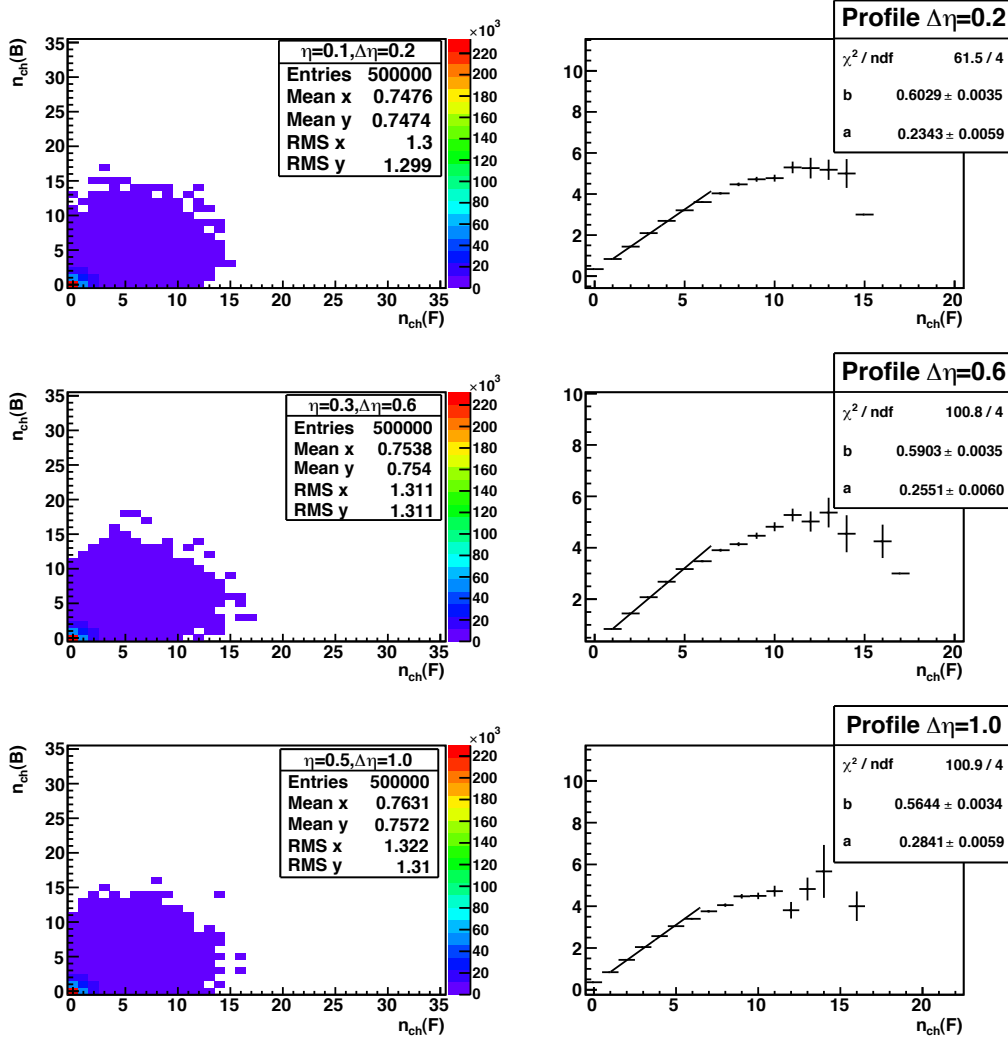 η=0.1,Δη=0.2
Entries 500000
Mean x 0.7476
Mean y 0.7474
RMS x 1.3
RMS y 1.299
n_ch(B)
35
30
25
20
15
10
5
0
0 5 10 15 20 25 30 35
n_ch(F)
×10³
220
200
180
160
140
120
100
80
60
40
20
0
Profile Δη=0.2
χ² / ndf 61.5 / 4
b 0.6029 ± 0.0035
a 0.2343 ± 0.0059
10
8
6
4
2
0
0 5 10 15 20
n_ch(F)
η=0.3,Δη=0.6
Entries 500000
Mean x 0.7538
Mean y 0.754
RMS x 1.311
RMS y 1.311
n_ch(B)
35
30
25
20
15
10
5
0
0 5 10 15 20 25 30 35
n_ch(F)
×10³
220
200
180
160
140
120
100
80
60
40
20
0
Profile Δη=0.6
χ² / ndf 100.8 / 4
b 0.5903 ± 0.0035
a 0.2551 ± 0.0060
10
8
6
4
2
0 5 10 15 20
n_ch(F)
η=0.5,Δη=1.0
Entries 500000
Mean x 0.7631
Mean y 0.7572
RMS x 1.322
RMS y 1.31
n_ch(B)
35
30
25
20
15
10
5
0
0 5 10 15 20 25 30 35
n_ch(F)
×10³
220
200
180
160
140
120
100
80
60
40
20
0
Profile Δη=1.0
χ² / ndf 100.9 / 4
b 0.5644 ± 0.0034
a 0.2841 ± 0.0059
10
8
6
4
2
0
0 5 10 15 20
n_ch(F)